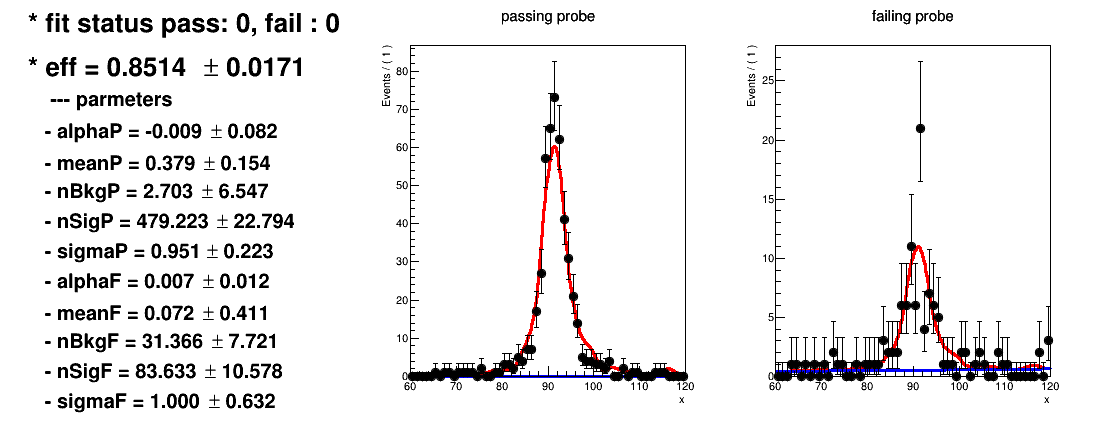 * fit status pass: 0, fail : 0
* eff = 0.8514 ± 0.0171
--- parmeters
- alphaP = -0.009 ± 0.082
- meanP = 0.379 ± 0.154
- nBkgP = 2.703 ± 6.547
- nSigP = 479.223 ± 22.794
- sigmaP = 0.951 ± 0.223
- alphaF = 0.007 ± 0.012
- meanF = 0.072 ± 0.411
- nBkgF = 31.366 ± 7.721
- nSigF = 83.633 ± 10.578
- sigmaF = 1.000 ± 0.632
passing probe
Events / ( 1 )
80
70
60
50
40
30
20
10
0
60 70 80 90 100 110 120
x
failing probe
Events / ( 1 )
25
20
15
10
5
0
60 70 80 90 100 110 120
x